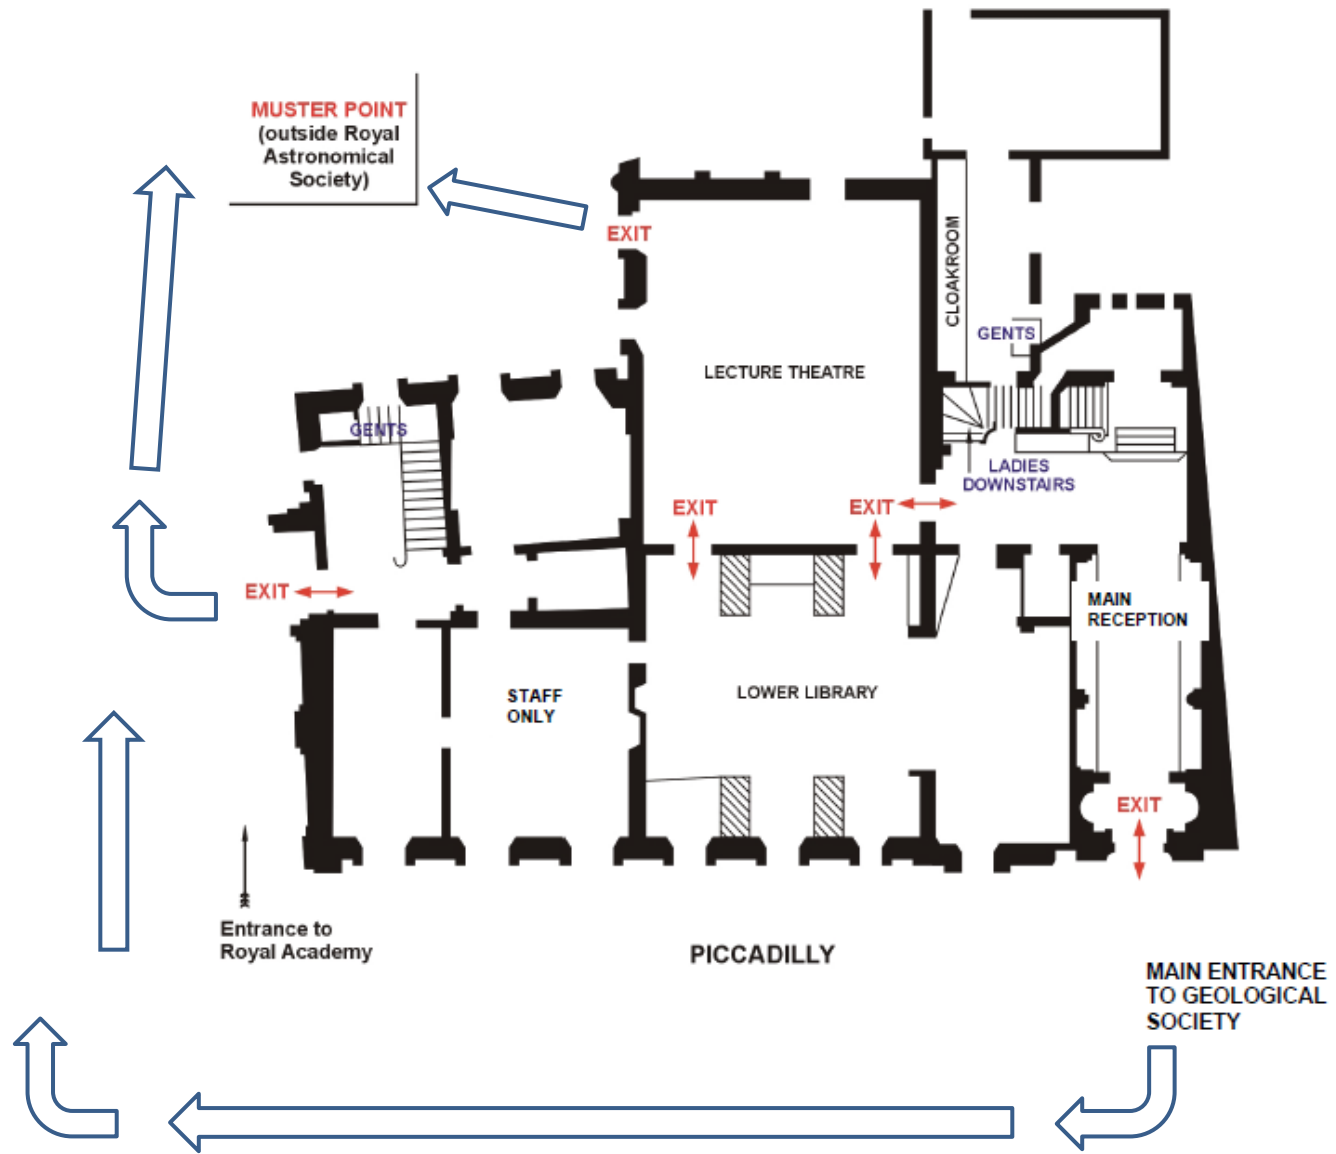 MUSTER POINT
(outside Royal
Astronomical
Society)
EXIT
CLOAKROOM
GENTS
LECTURE THEATRE
GENTS
LADIES
DOWNSTAIRS
EXIT
EXIT
EXIT
MAIN
RECEPTION
STAFF
ONLY
LOWER LIBRARY
EXIT
Entrance to
Royal Academy
PICCADILLY
MAIN ENTRANCE
TO GEOLOGICAL
SOCIETY